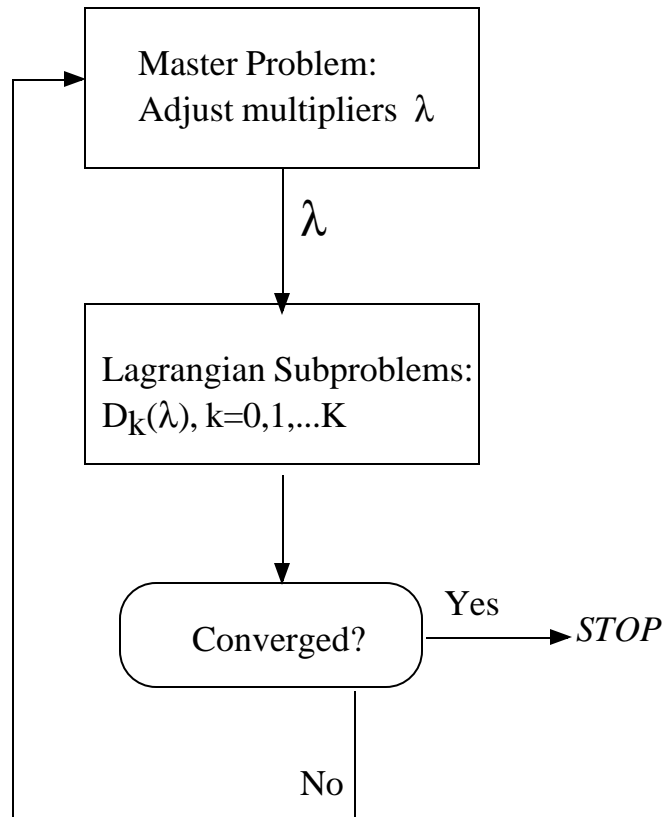 Master Problem:
Adjust multipliers λ
λ
Lagrangian Subproblems:
Dk(λ), k=0,1,...K
Converged?
Yes
STOP
No